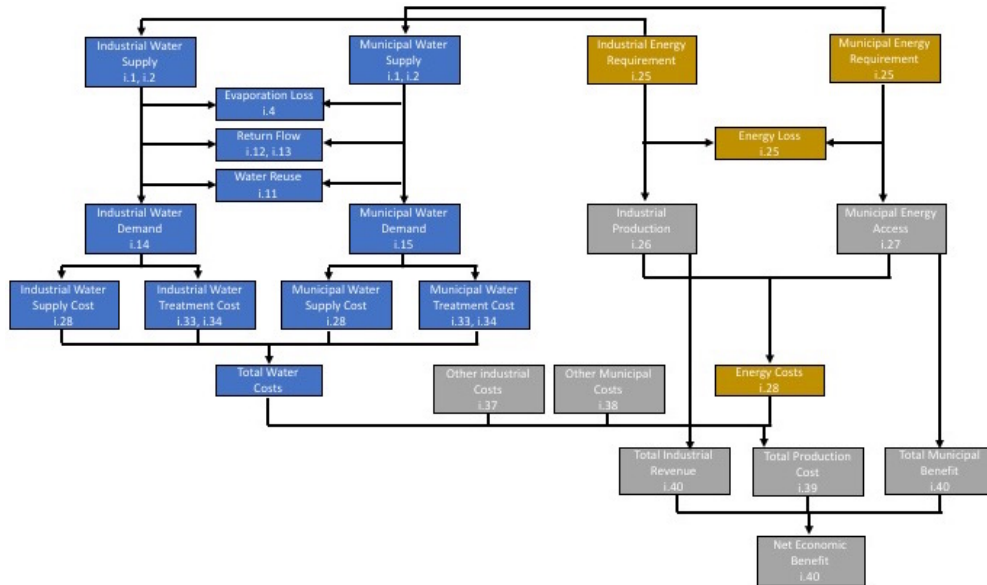 Industrial Water
Supply
i.1, i.2
Municipal Water
Supply
i.1, i.2
Industrial Energy
Requirement
i.25
Municipal Energy
Requirement
i.25
Evaporation Loss
i.4
Return Flow
i.12, i.13
Energy Loss
i.25
Water Reuse
i.11
Industrial Water
Demand
i.14
Municipal Water
Demand
i.15
Industrial
Production
i.26
Municipal Energy
Access
i.27
Industrial Water
Supply Cost
i.28
Industrial Water
Treatment Cost
i.33, i.34
Municipal Water
Supply Cost
i.28
Municipal Water
Treatment Cost
i.33, i.34
Total Water
Costs
Other industrial
Costs
i.37
Other Municipal
Costs
i.38
Energy Costs
i.28
Total Industrial
Revenue
i.40
Total Production
Cost
i.39
Total Municipal
Benefit
i.40
Net Economic
Benefit
i.40